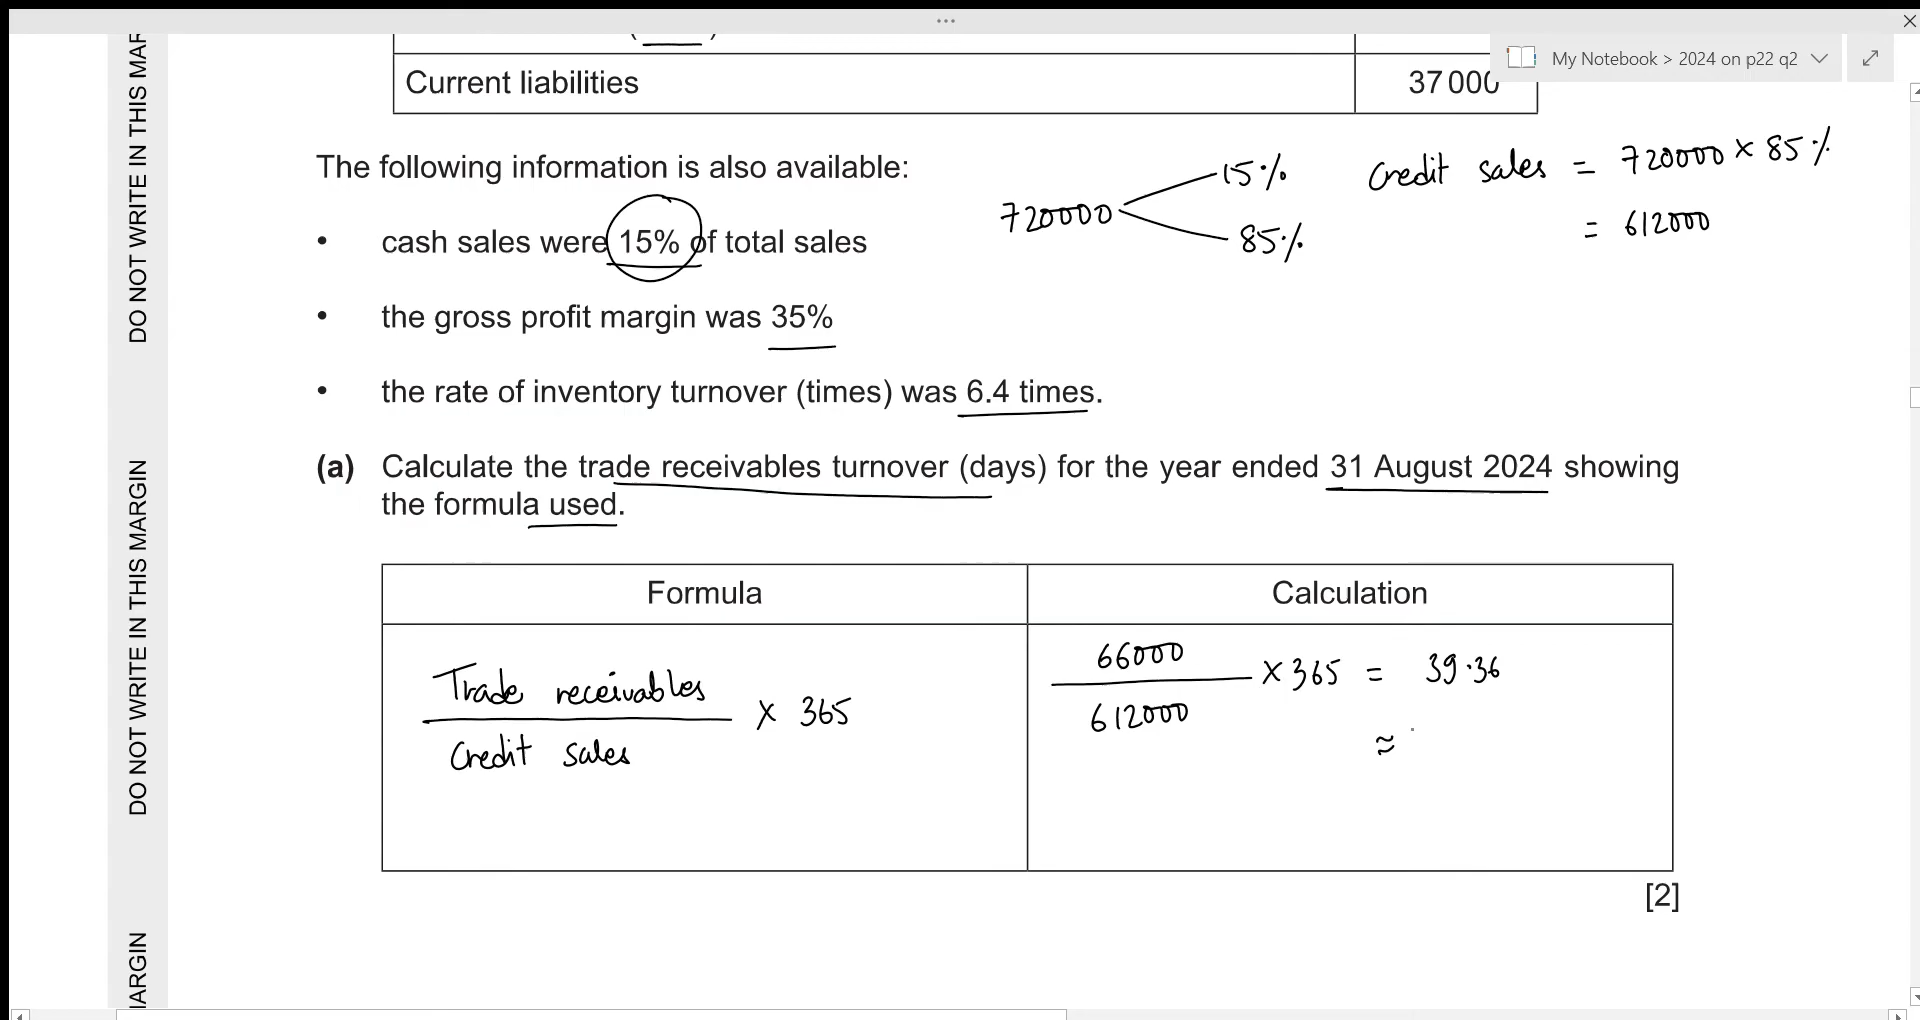 My Notebook > 2024 on p22 q2
Current liabilities 37 000
The following information is also available:
• cash sales were 15% of total sales
• the gross profit margin was 35%
• the rate of inventory turnover (times) was 6.4 times.
720000
15%
85%
Credit sales = 720000 × 85%
= 612000
(a) Calculate the trade receivables turnover (days) for the year ended 31 August 2024 showing
the formula used.
Formula Calculation
Trade receivables
Credit sales
× 365
66000
612000
× 365 = 39.36
≈
[2]
DO NOT WRITE IN THIS MAR
DO NOT WRITE IN THIS MARGIN
IARGIN